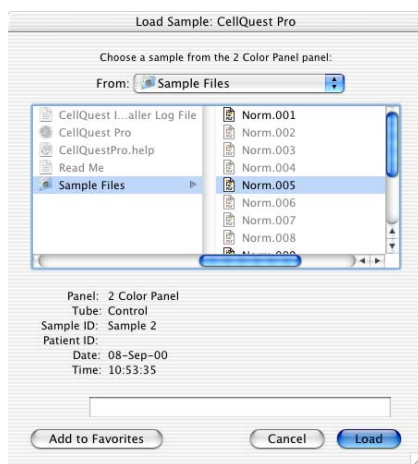 Load Sample: CellQuest Pro
Choose a sample from the 2 Color Panel panel:
From: Sample Files
CellQuest I...aller Log File
CellQuest Pro
CellQuestPro.help
Read Me
Sample Files
Norm.001
Norm.002
Norm.003
Norm.004
Norm.005
Norm.006
Norm.007
Norm.008
Norm.009
Panel: 2 Color Panel
Tube: Control
Sample ID: Sample 2
Patient ID:
Date: 08-Sep-00
Time: 10:53:35
Add to Favorites
Cancel
Load